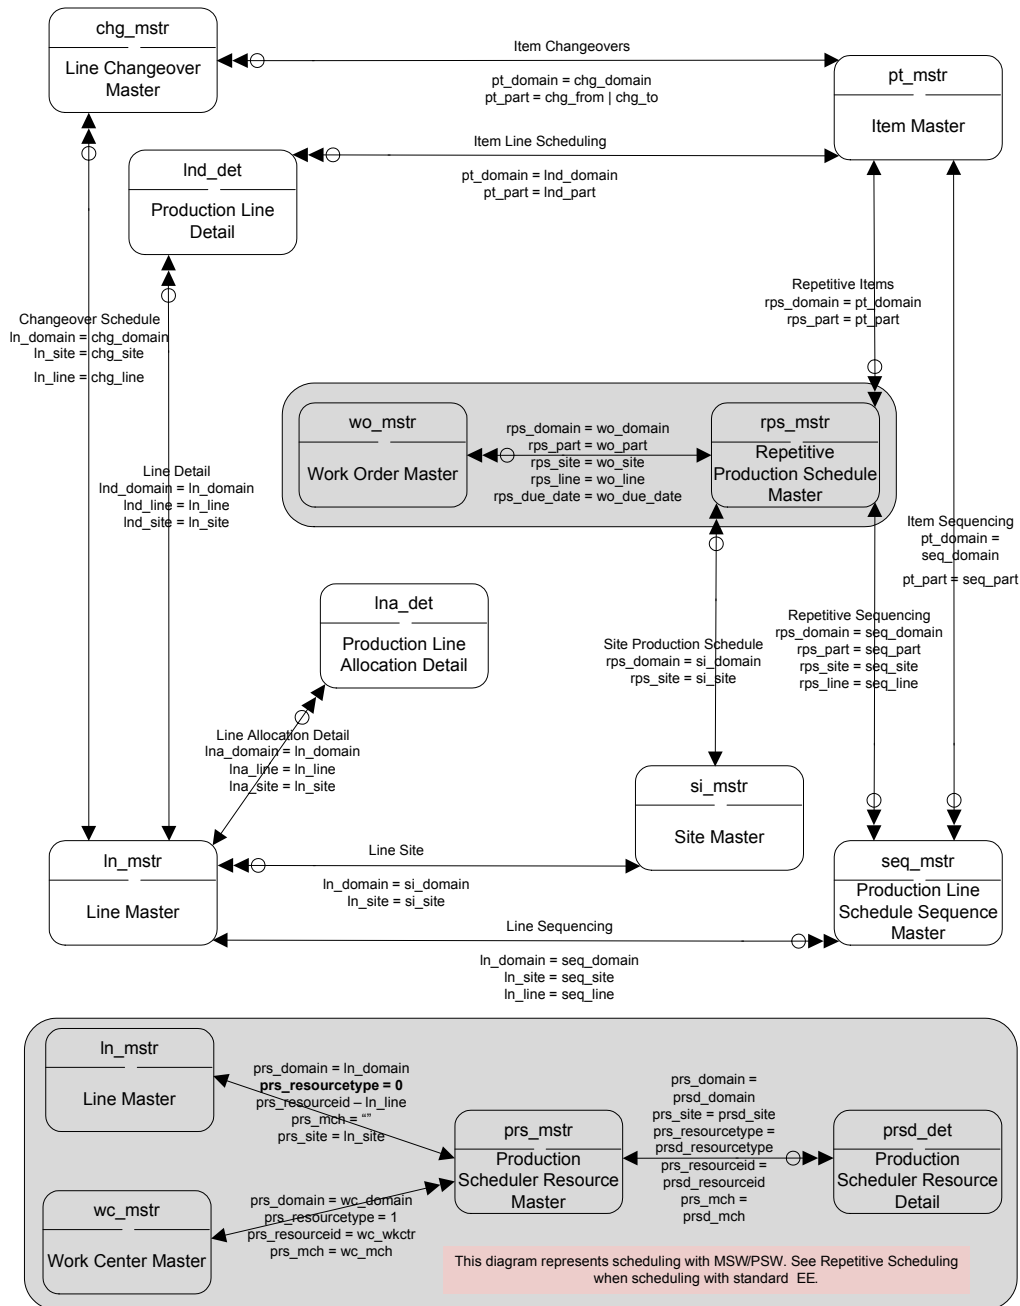 chg_mstr
Line Changeover
Master
Item Changeovers
pt_domain = chg_domain
pt_part = chg_from | chg_to
pt_mstr
Item Master
lnd_det
Production Line
Detail
Item Line Scheduling
pt_domain = lnd_domain
pt_part = lnd_part
Changeover Schedule
ln_domain = chg_domain
ln_site = chg_site
ln_line = chg_line
Repetitive Items
rps_domain = pt_domain
rps_part = pt_part
Line Detail
lnd_domain = ln_domain
lnd_line = ln_line
lnd_site = ln_site
wo_mstr
Work Order Master
rps_domain = wo_domain
rps_part = wo_part
rps_site = wo_site
rps_line = wo_line
rps_due_date = wo_due_date
rps_mstr
Repetitive
Production Schedule
Master
Item Sequencing
pt_domain =
seq_domain
pt_part = seq_part
lna_det
Production Line
Allocation Detail
Site Production Schedule
rps_domain = si_domain
rps_site = si_site
Repetitive Sequencing
rps_domain = seq_domain
rps_part = seq_part
rps_site = seq_site
rps_line = seq_line
Line Allocation Detail
lna_domain = ln_domain
lna_line = ln_line
lna_site = ln_site
si_mstr
Site Master
ln_mstr
Line Master
Line Site
ln_domain = si_domain
ln_site = si_site
seq_mstr
Production Line
Schedule Sequence
Master
Line Sequencing
ln_domain = seq_domain
ln_site = seq_site
ln_line = seq_line
ln_mstr
Line Master
prs_domain = ln_domain
prs_resourcetype = 0
prs_resourceid – ln_line
prs_mch = “”
prs_site = ln_site
prs_mstr
Production
Scheduler Resource
Master
prs_domain =
prsd_domain
prs_site = prsd_site
prs_resourcetype =
prsd_resourcetype
prs_resourceid =
prsd_resourceid
prs_mch =
prsd_mch
prsd_det
Production
Scheduler Resource
Detail
wc_mstr
Work Center Master
prs_domain = wc_domain
prs_resourcetype = 1
prs_resourceid = wc_wkctr
prs_mch = wc_mch
This diagram represents scheduling with MSW/PSW. See Repetitive Scheduling
when scheduling with standard EE.